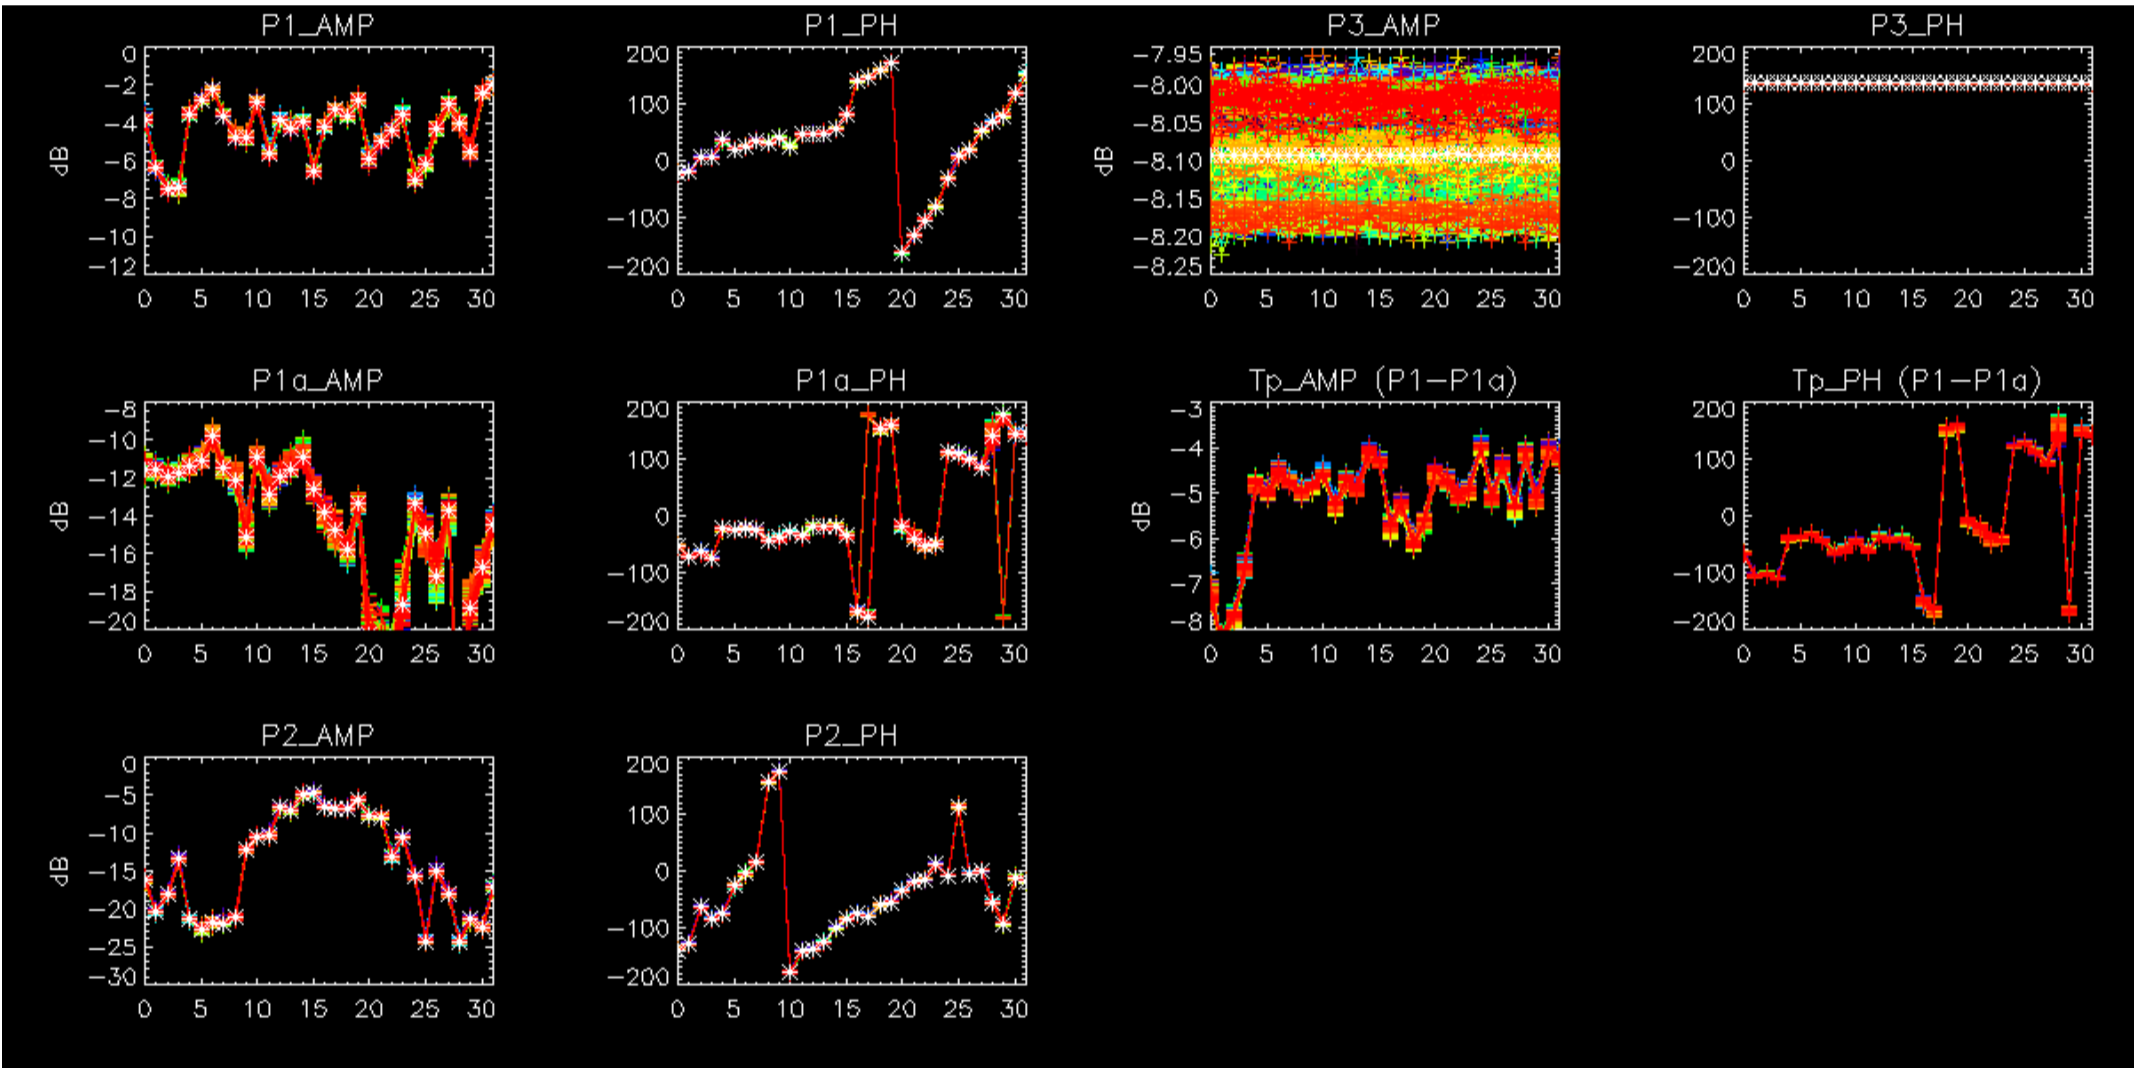 P1_AMP
dB
0
-2
-4
-6
-8
-10
-12
0 5 10 15 20 25 30
P1_PH
200
100
0
-100
-200
0 5 10 15 20 25 30
P3_AMP
dB
-7.95
-8.00
-8.05
-8.10
-8.15
-8.20
-8.25
0 5 10 15 20 25 30
P3_PH
200
100
0
-100
-200
0 5 10 15 20 25 30
P1a_AMP
dB
-8
-10
-12
-14
-16
-18
-20
0 5 10 15 20 25 30
P1a_PH
200
100
0
-100
-200
0 5 10 15 20 25 30
Tp_AMP (P1-P1a)
dB
-3
-4
-5
-6
-7
-8
0 5 10 15 20 25 30
Tp_PH (P1-P1a)
200
100
0
-100
-200
0 5 10 15 20 25 30
P2_AMP
dB
0
-5
-10
-15
-20
-25
-30
0 5 10 15 20 25 30
P2_PH
200
100
0
-100
-200
0 5 10 15 20 25 30